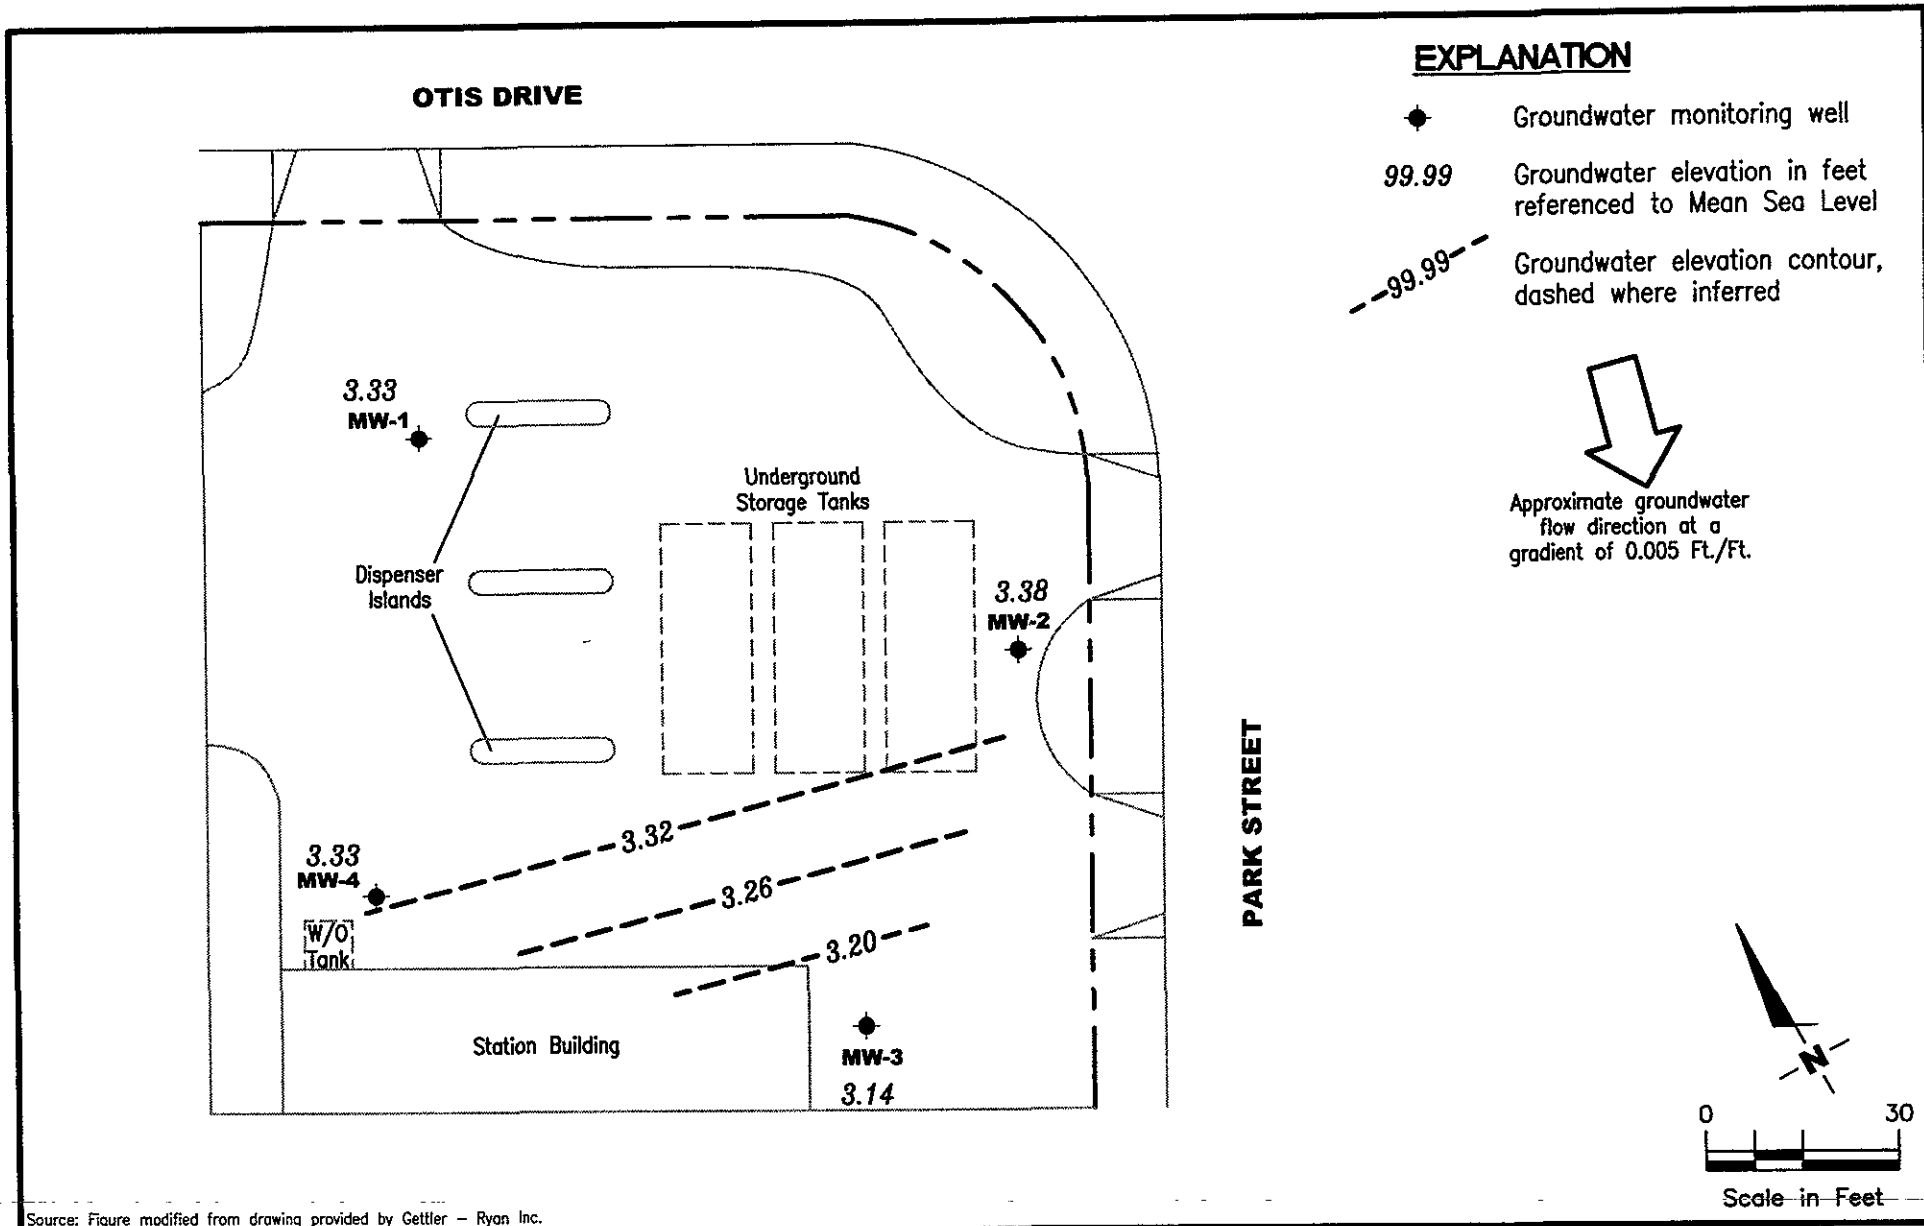 EXPLANATION
OTIS DRIVE
Groundwater monitoring well
99.99
Groundwater elevation in feet
referenced to Mean Sea Level
99.99
Groundwater elevation contour,
dashed where inferred
Approximate groundwater
flow direction at a
gradient of 0.005 Ft./Ft.
3.33
MW-1
Underground
Storage Tanks
Dispenser
Islands
3.38
MW-2
PARK STREET
3.32
3.33
MW-4
3.26
W/O
Tank
3.20
Station Building
MW-3
3.14
N
0 30
Scale in Feet
Source: Figure modified from drawing provided by Gettler – Ryan Inc.